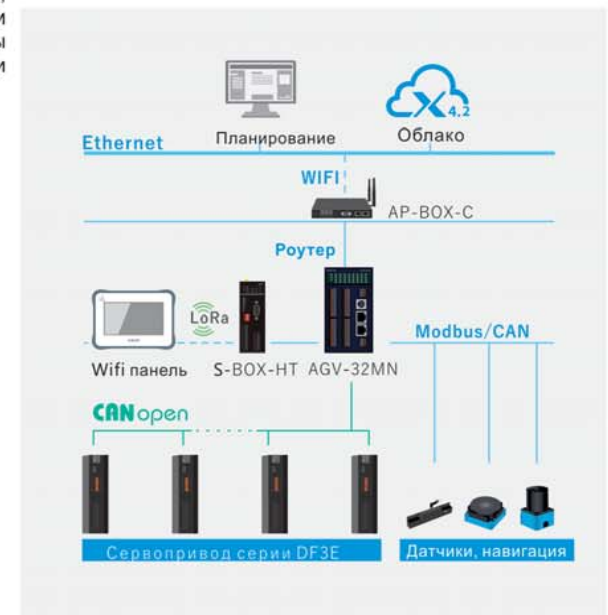 и
ы
и
Планирование
X 4.2
Облако
Ethernet
WIFI
AP-BOX-C
Роутер
LoRa
Modbus/CAN
Wifi панель
S-BOX-HT
AGV-32MN
CANopen
Сервопривод серии DF3E
Датчики, навигация